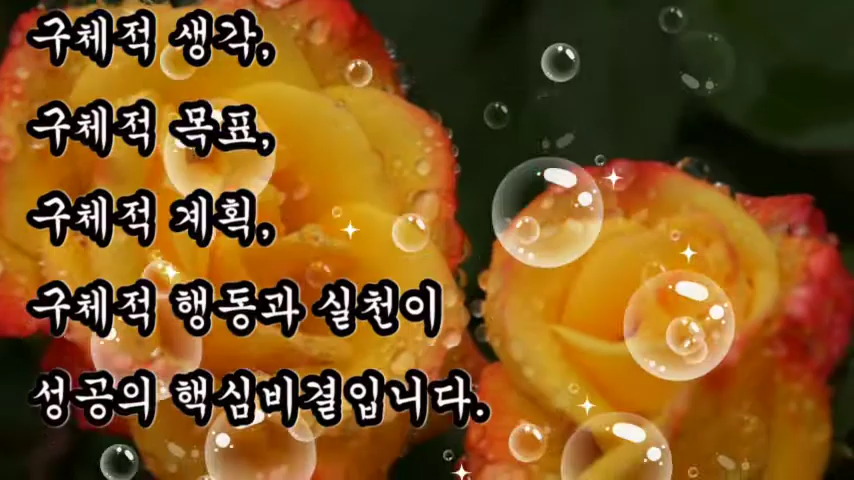 구체적 생각,
구체적 목표,
구체적 계획,
구체적 행동과 실천이
성공의 핵심비결입니다.